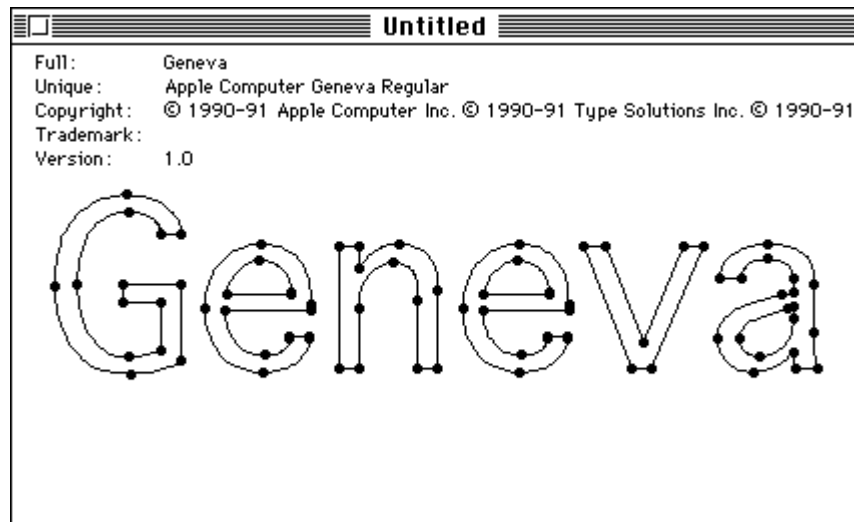 Untitled
Full: Geneva
Unique: Apple Computer Geneva Regular
Copyright: © 1990-91 Apple Computer Inc. © 1990-91 Type Solutions Inc. © 1990-91
Trademark:
Version: 1.0
Geneva